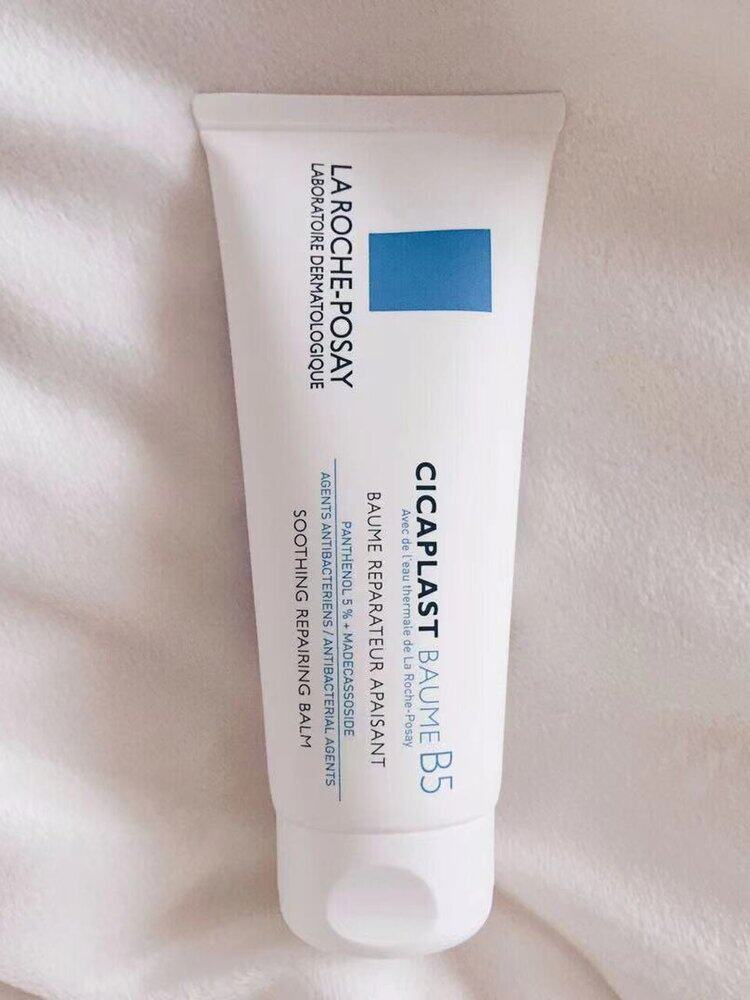 LA ROCHE-POSAY
LABORATOIRE DERMATOLOGIQUE
CICAPLAST BAUME B5
Avec de l'eau thermale de La Roche-Posay
BAUME REPARATEUR APAISANT
PANTHENOL 5 % + MADECASSOSIDE
AGENTS ANTIBACTERIENS / ANTIBACTERIAL AGENTS
SOOTHING REPAIRING BALM